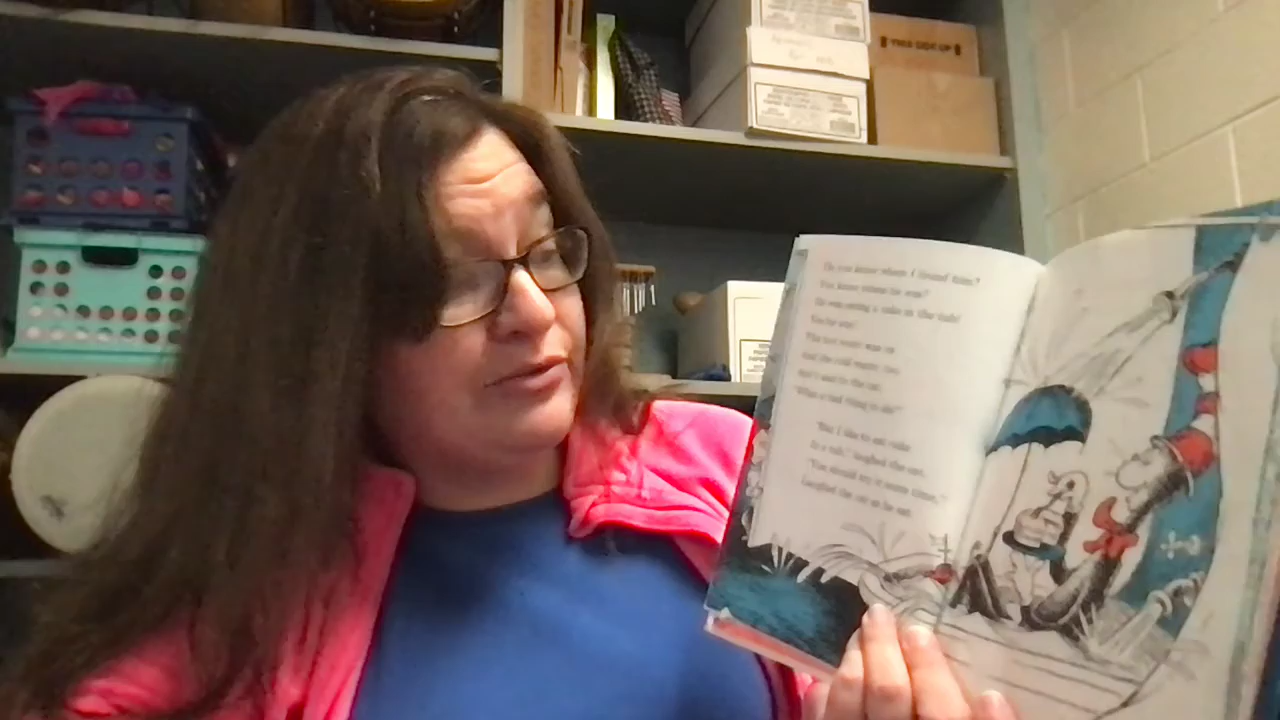 THIS SIDE UP
Do you know where I found him?
You know where he was?
He was eating a cake in the tub!
Yes he was!
The hot water was on
And the cold water, too.
And I said to the cat,
"What a bad thing to do!"
"But I like to eat cake
In a tub," laughed the cat.
"You should try it some time,"
Laughed the cat as he sat.